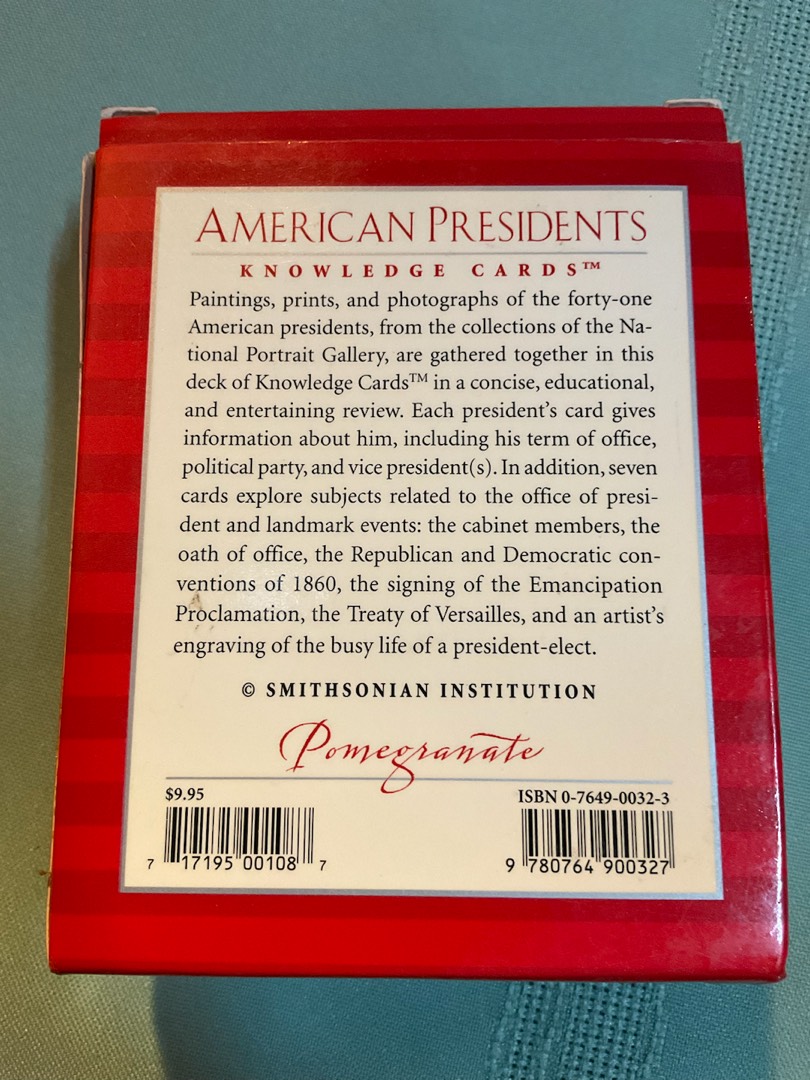 AMERICAN PRESIDENTS
KNOWLEDGE CARDS™
Paintings, prints, and photographs of the forty-one
American presidents, from the collections of the Na-
tional Portrait Gallery, are gathered together in this
deck of Knowledge Cards™ in a concise, educational,
and entertaining review. Each president's card gives
information about him, including his term of office,
political party, and vice president(s). In addition, seven
cards explore subjects related to the office of presi-
dent and landmark events: the cabinet members, the
oath of office, the Republican and Democratic con-
ventions of 1860, the signing of the Emancipation
Proclamation, the Treaty of Versailles, and an artist's
engraving of the busy life of a president-elect.
© SMITHSONIAN INSTITUTION
Pomegranate
$9.95
ISBN 0-7649-0032-3
7 17195 00108 7
9 780764 900327